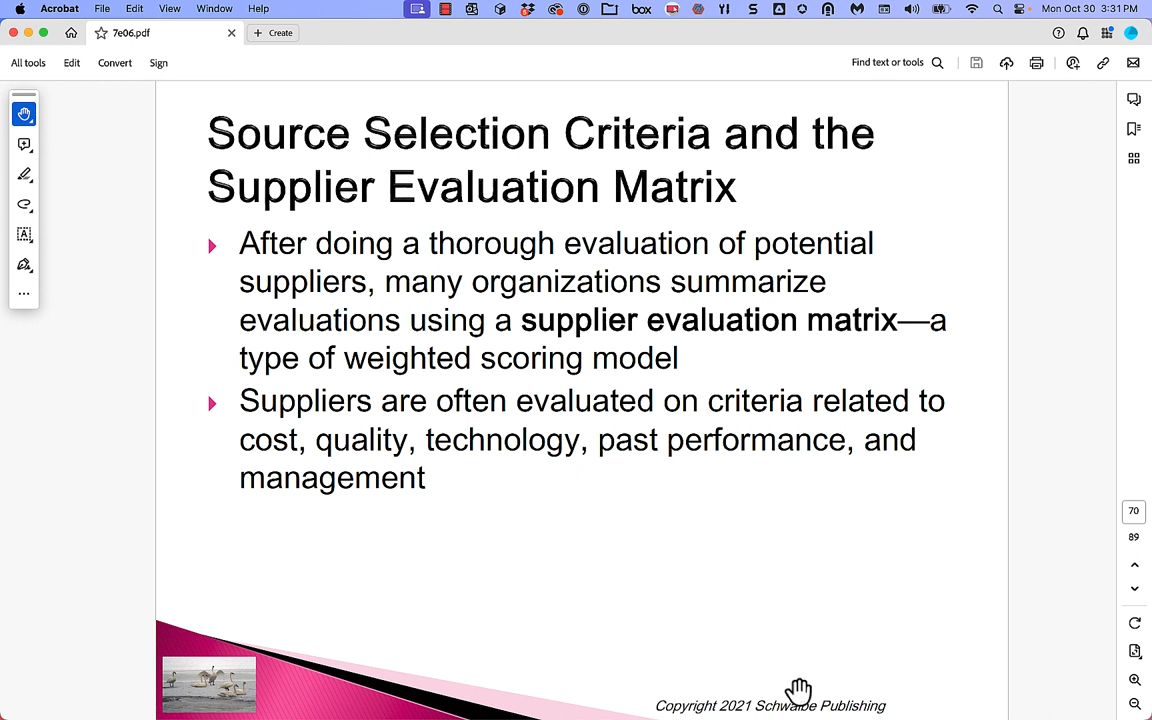 Acrobat File Edit View Window Help
box
Mon Oct 30 3:31 PM
7e06.pdf
+ Create
All tools Edit Convert Sign
Find text or tools
Source Selection Criteria and the
Supplier Evaluation Matrix
After doing a thorough evaluation of potential
suppliers, many organizations summarize
evaluations using a supplier evaluation matrix—a
type of weighted scoring model
Suppliers are often evaluated on criteria related to
cost, quality, technology, past performance, and
management
70
89
Copyright 2021 Schwalbe Publishing